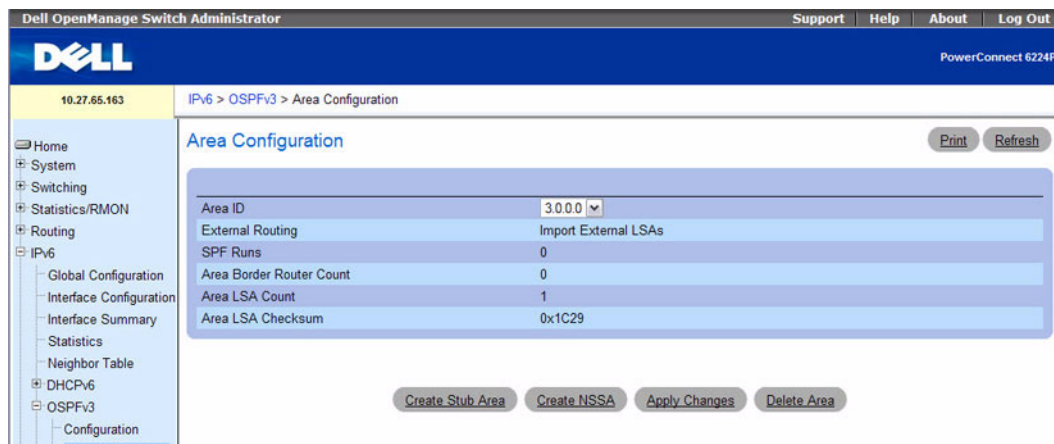 Dell OpenManage Switch Administrator
Support Help About Log Out
DELL
PowerConnect 6224P
10.27.65.163
IPv6 > OSPFv3 > Area Configuration
Home
System
Switching
Statistics/RMON
Routing
IPv6
Global Configuration
Interface Configuration
Interface Summary
Statistics
Neighbor Table
DHCPv6
OSPFv3
Configuration
Area Configuration
Print Refresh
Area ID 3.0.0.0
External Routing Import External LSAs
SPF Runs 0
Area Border Router Count 0
Area LSA Count 1
Area LSA Checksum 0x1C29
Create Stub Area Create NSSA Apply Changes Delete Area